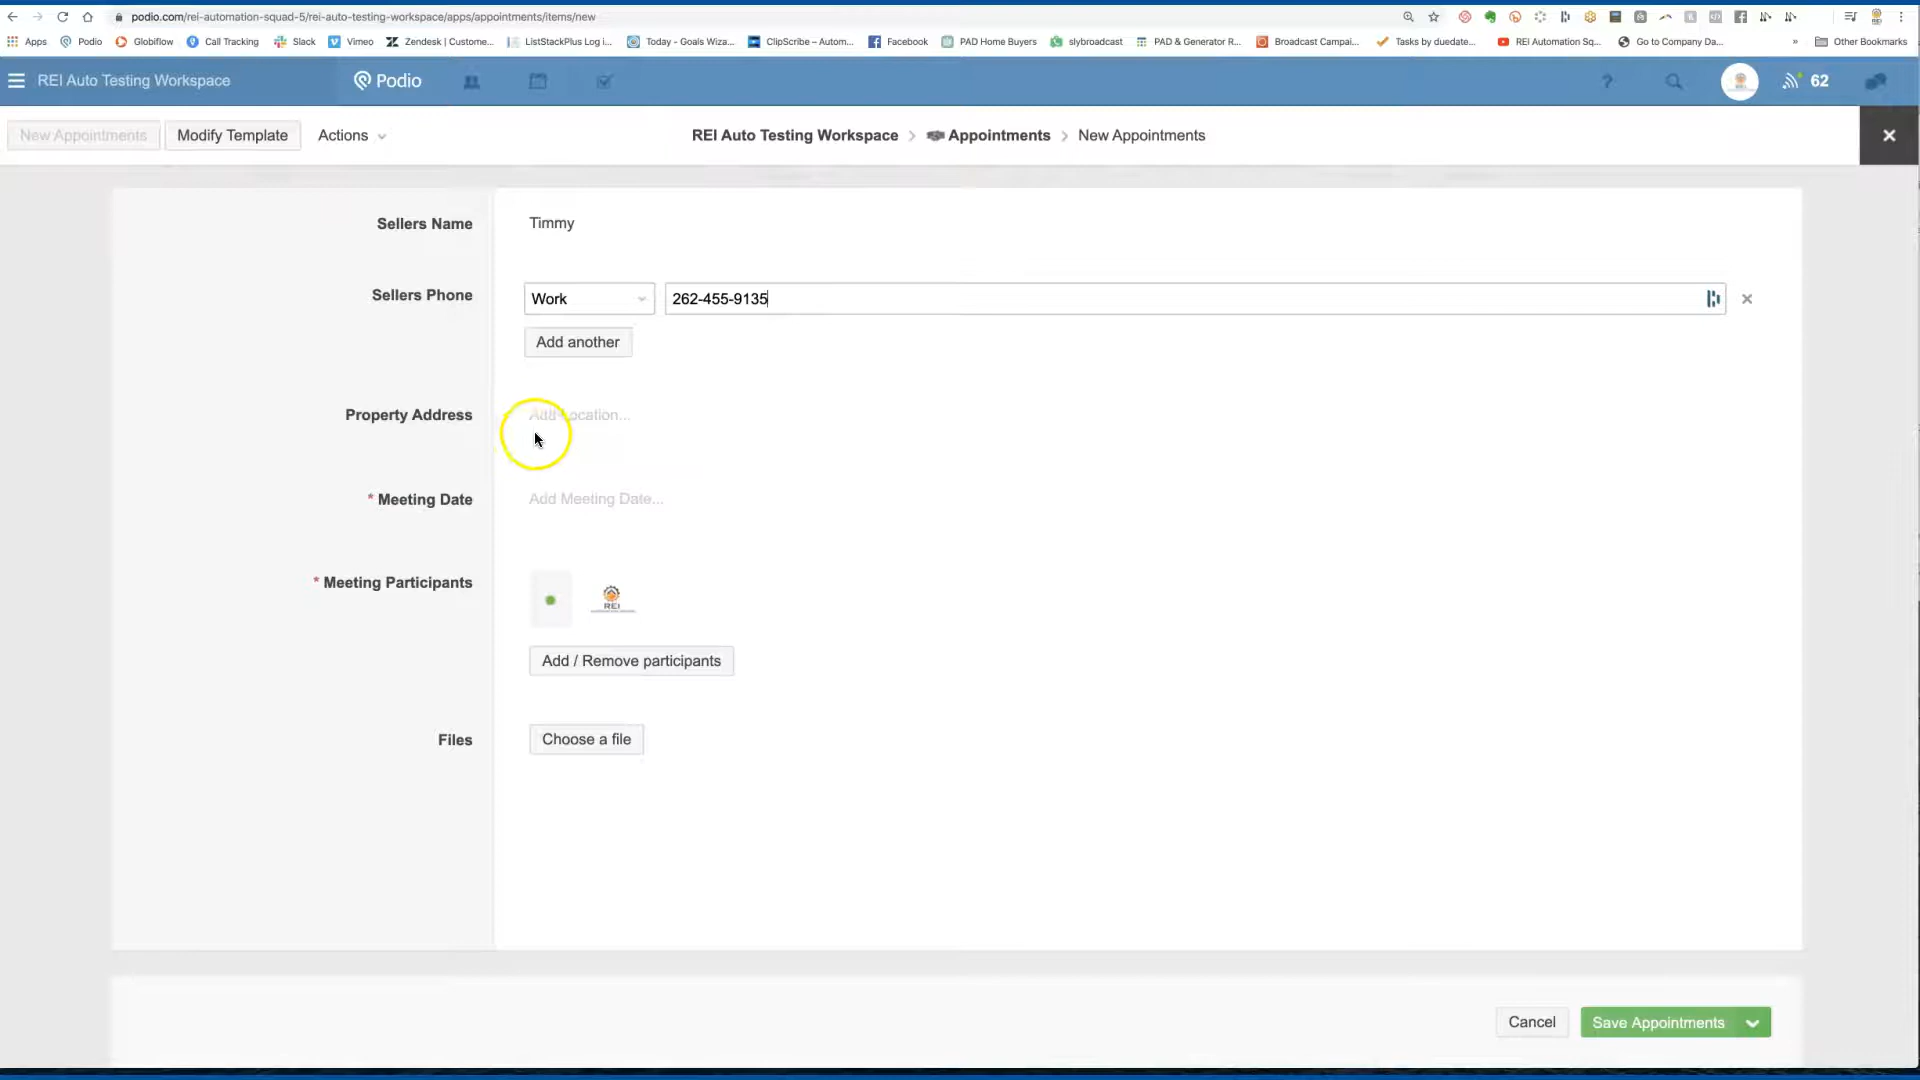 podio.com/rei-automation-squad-5/rei-auto-testing-workspace/apps/appointments/items/new
Apps Podio Globiflow Call Tracking Slack Vimeo Zendesk | Custome... ListStackPlus Log i... Today - Goals Wiza... ClipScribe – Autom... Facebook PAD Home Buyers slybroadcast PAD & Generator R... Broadcast Campai... Tasks by duedate... REI Automation Sq... Go to Company Da... » Other Bookmarks
REI Auto Testing Workspace Podio ? 62
New Appointments Modify Template Actions REI Auto Testing Workspace > Appointments > New Appointments
Sellers Name Timmy
Sellers Phone Work 262-455-9135
Add another
Property Address Add Location...
* Meeting Date Add Meeting Date...
* Meeting Participants
REI
Add / Remove participants
Files Choose a file
Cancel Save Appointments